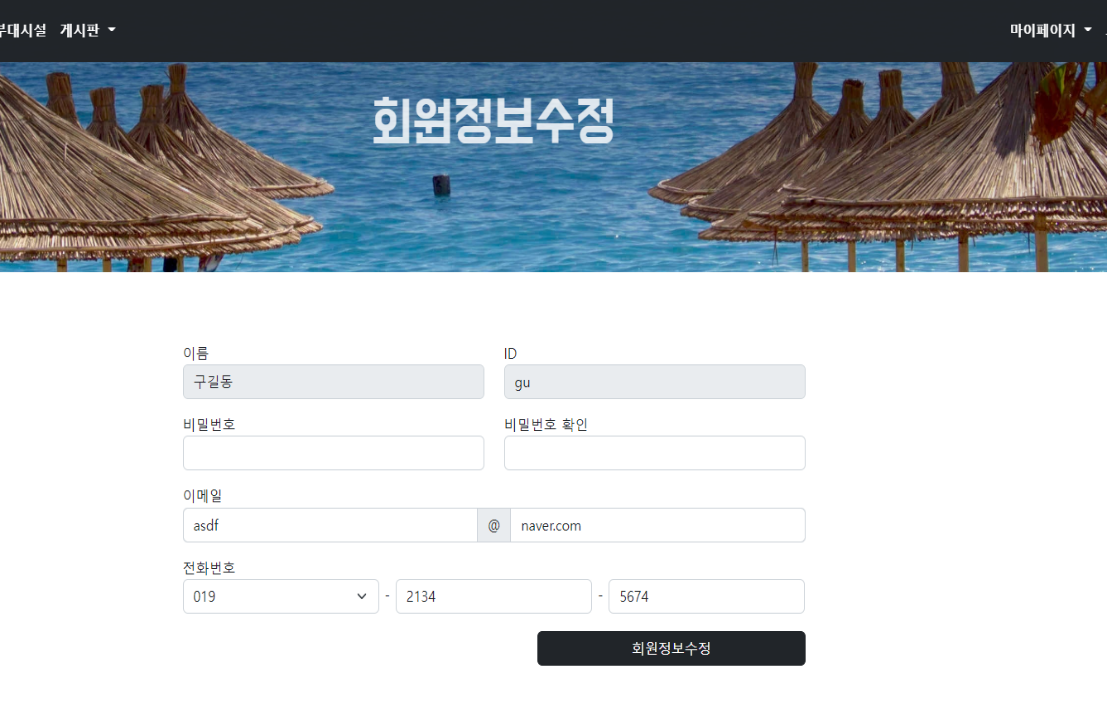 부대시설 게시판 마이페이지
회원정보수정
이름 ID
구길동 gu
비밀번호 비밀번호 확인
이메일
asdf @ naver.com
전화번호
019 - 2134 - 5674
회원정보수정